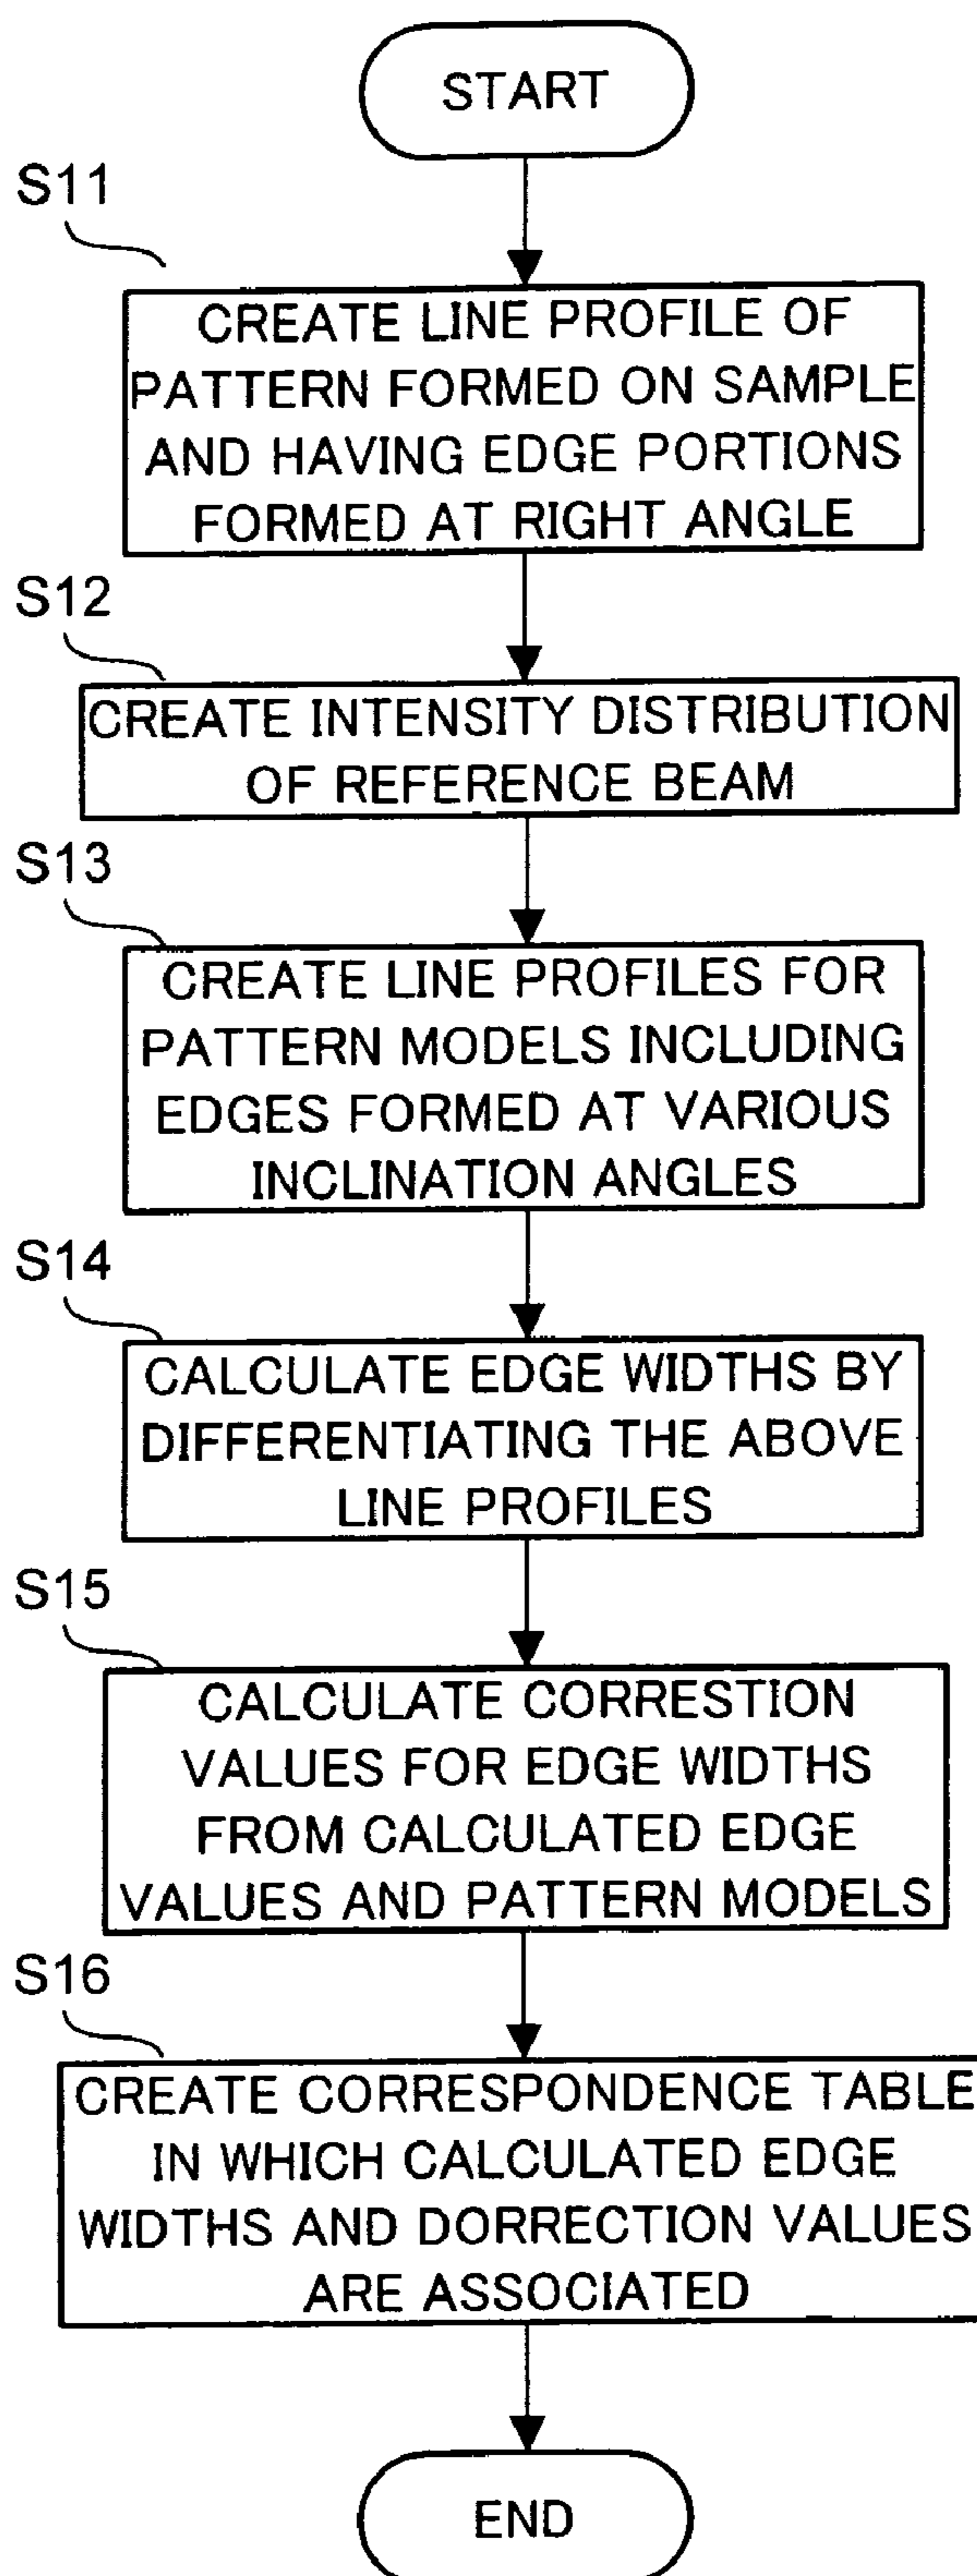 START
S11
CREATE LINE PROFILE OF
PATTERN FORMED ON SAMPLE
AND HAVING EDGE PORTIONS
FORMED AT RIGHT ANGLE
S12
CREATE INTENSITY DISTRIBUTION
OF REFERENCE BEAM
S13
CREATE LINE PROFILES FOR
PATTERN MODELS INCLUDING
EDGES FORMED AT VARIOUS
INCLINATION ANGLES
S14
CALCULATE EDGE WIDTHS BY
DIFFERENTIATING THE ABOVE
LINE PROFILES
S15
CALCULATE CORRESTION
VALUES FOR EDGE WIDTHS
FROM CALCULATED EDGE
VALUES AND PATTERN MODELS
S16
CREATE CORRESPONDENCE TABLE
IN WHICH CALCULATED EDGE
WIDTHS AND DORRECTION VALUES
ARE ASSOCIATED
END